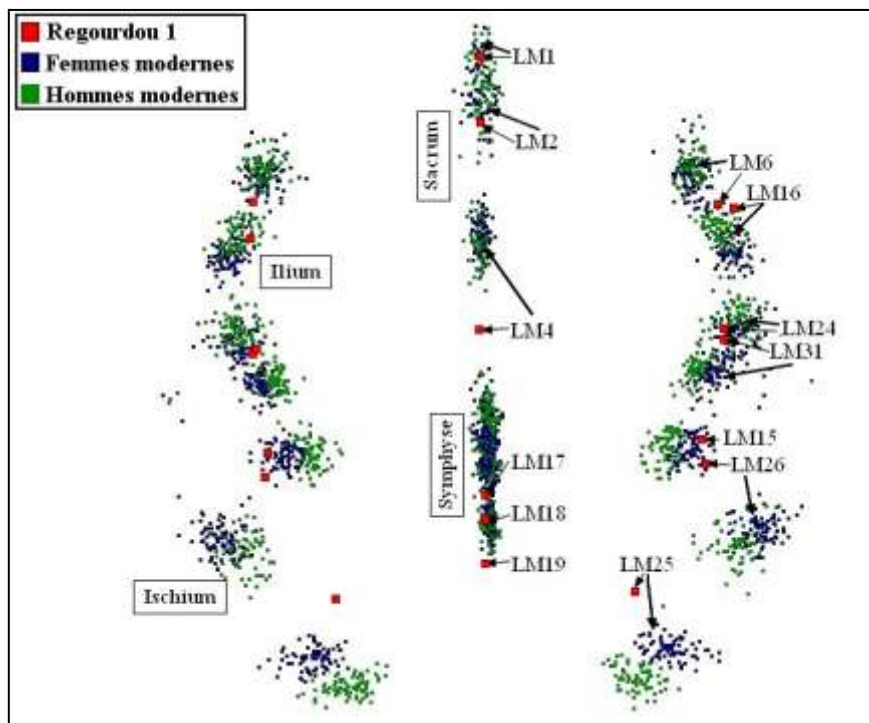 Regourdou 1
Femmes modernes
Hommes modernes
LM1
LM2
Sacrum
LM6
LM16
Ilium
LM4
LM24
LM31
Symphyse
LM17
LM15
LM26
LM18
LM19
LM25
Ischium